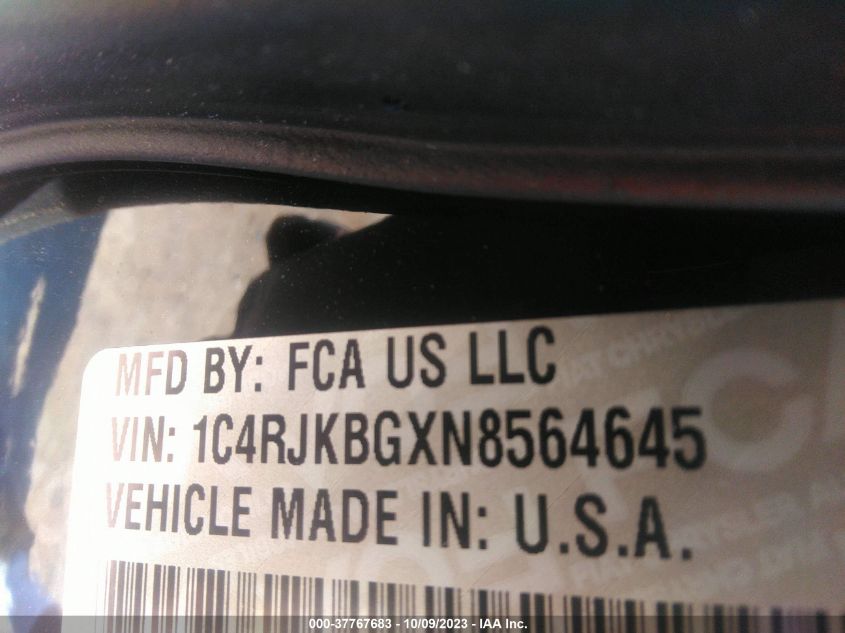 MFD BY: FCA US LLC
VIN: 1C4RJKBGXN8564645
VEHICLE MADE IN: U.S.A.
000-37767683 - 10/09/2023 - IAA Inc.